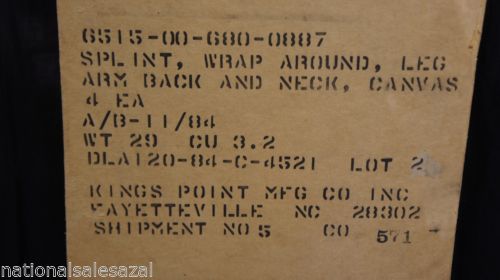 6515-00-680-0887
SPLINT, WRAP AROUND, LEG
ARM BACK AND NECK, CANVAS
4 EA
A/B-11/84
WT 29 CU 3.2
DLA120-84-C-4521 LOT 2
KINGS POINT MFG CO INC
FAYETTEVILLE NC 28302
SHIPMENT NO 5 CO 571
nationalsalesazal